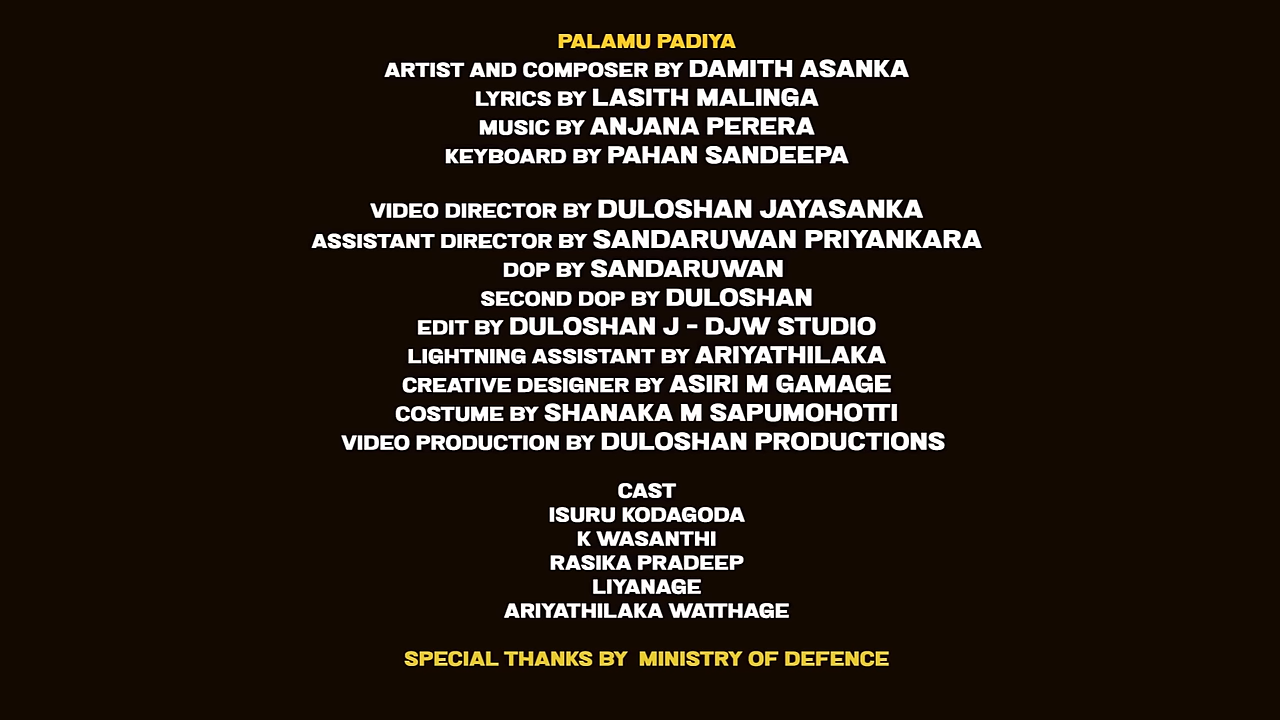 PALAMU PADIYA
ARTIST AND COMPOSER BY DAMITH ASANKA
LYRICS BY LASITH MALINGA
MUSIC BY ANJANA PERERA
KEYBOARD BY PAHAN SANDEEPA
VIDEO DIRECTOR BY DULOSHAN JAYASANKA
ASSISTANT DIRECTOR BY SANDARUWAN PRIYANKARA
DOP BY SANDARUWAN
SECOND DOP BY DULOSHAN
EDIT BY DULOSHAN J - DJW STUDIO
LIGHTNING ASSISTANT BY ARIYATHILAKA
CREATIVE DESIGNER BY ASIRI M GAMAGE
COSTUME BY SHANAKA M SAPUMOHOTTI
VIDEO PRODUCTION BY DULOSHAN PRODUCTIONS
CAST
ISURU KODAGODA
K WASANTHI
RASIKA PRADEEP
LIYANAGE
ARIYATHILAKA WATTHAGE
SPECIAL THANKS BY MINISTRY OF DEFENCE